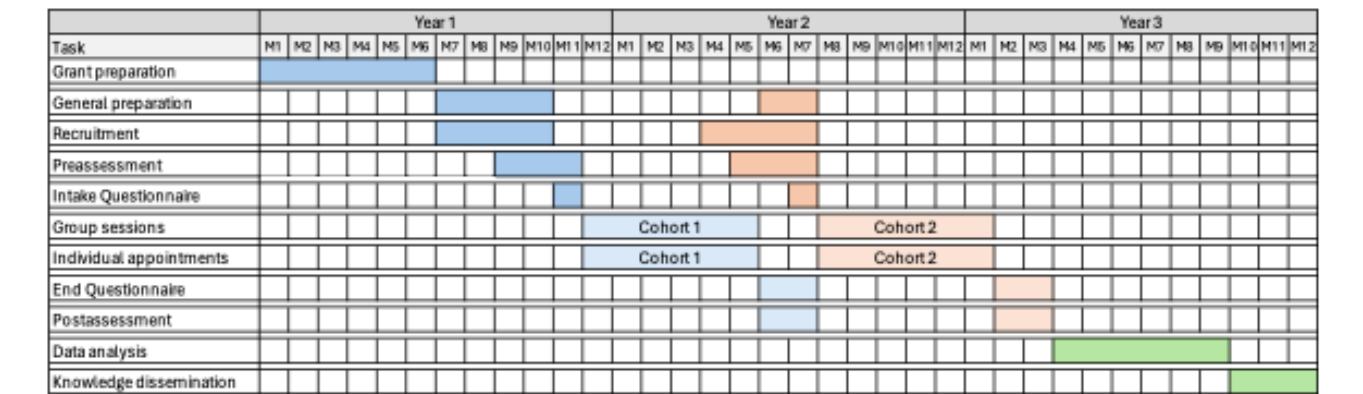 Year 1 Year 2 Year 3
Task M1 M2 M3 M4 M5 M6 M7 M8 M9 M10 M11 M12 M1 M2 M3 M4 M5 M6 M7 M8 M9 M10 M11 M12 M1 M2 M3 M4 M5 M6 M7 M8 M9 M10 M11 M12
Grant preparation
General preparation
Recruitment
Preassessment
Intake Questionnaire
Group sessions Cohort 1 Cohort 2
Individual appointments Cohort 1 Cohort 2
End Questionnaire
Postassessment
Data analysis
Knowledge dissemination